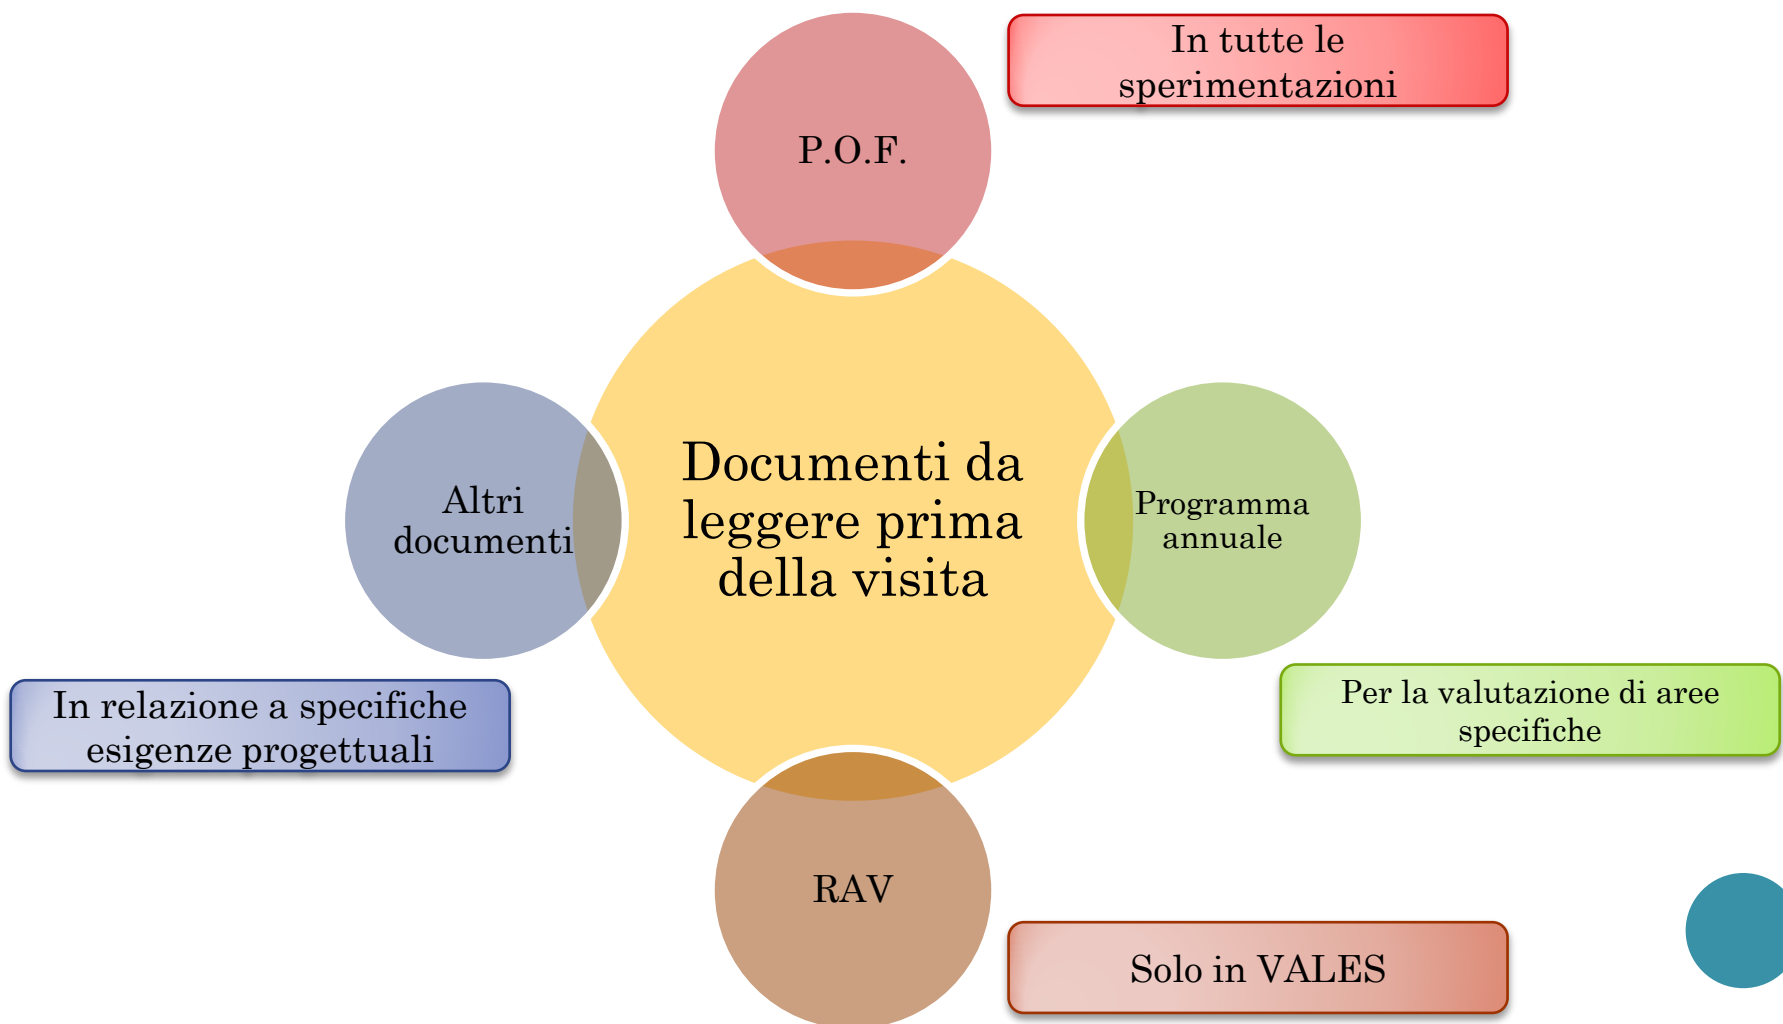 In tutte le
sperimentazioni
P.O.F.
Documenti da
leggere prima
della visita
Altri
documenti
Programma
annuale
In relazione a specifiche
esigenze progettuali
Per la valutazione di aree
specifiche
RAV
Solo in VALES